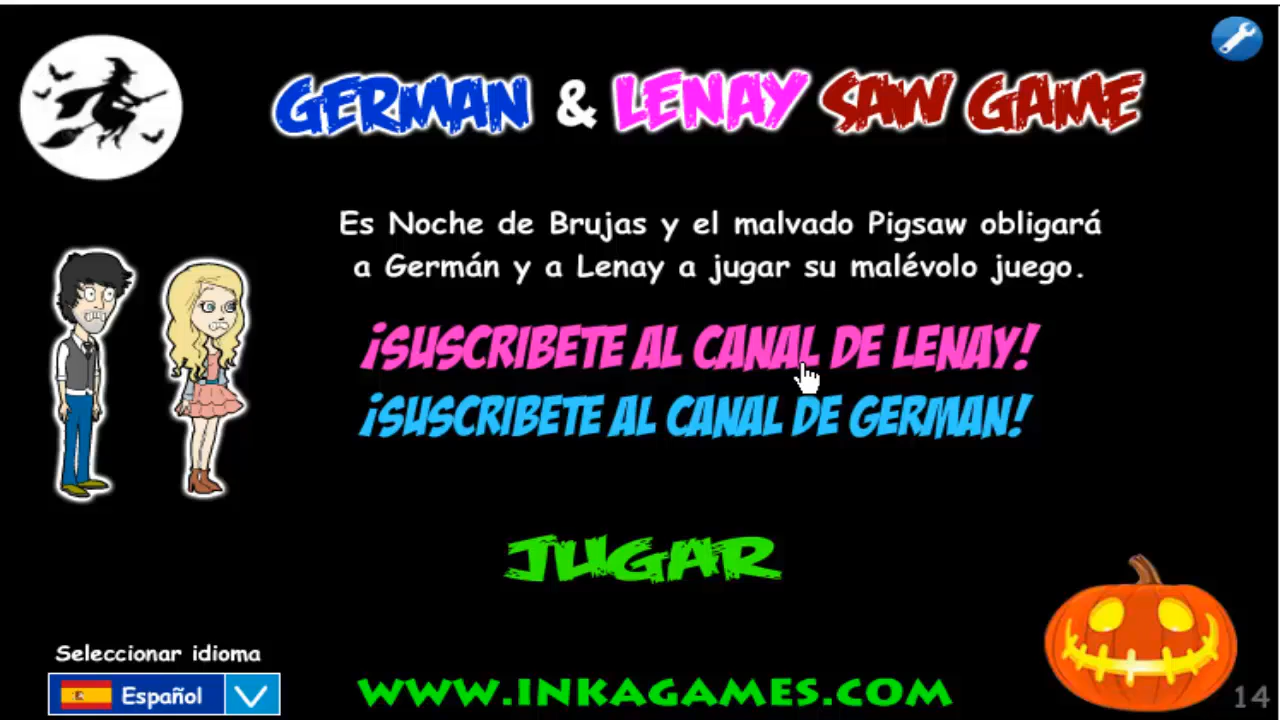 GERMAN & LENAY SAW GAME
Es Noche de Brujas y el malvado Pigsaw obligará
a Germán y a Lenay a jugar su malévolo juego.
¡SUSCRIBETE AL CANAL DE LENAY!
¡SUSCRIBETE AL CANAL DE GERMAN!
JUGAR
Seleccionar idioma
Español
WWW.INKAGAMES.COM
14